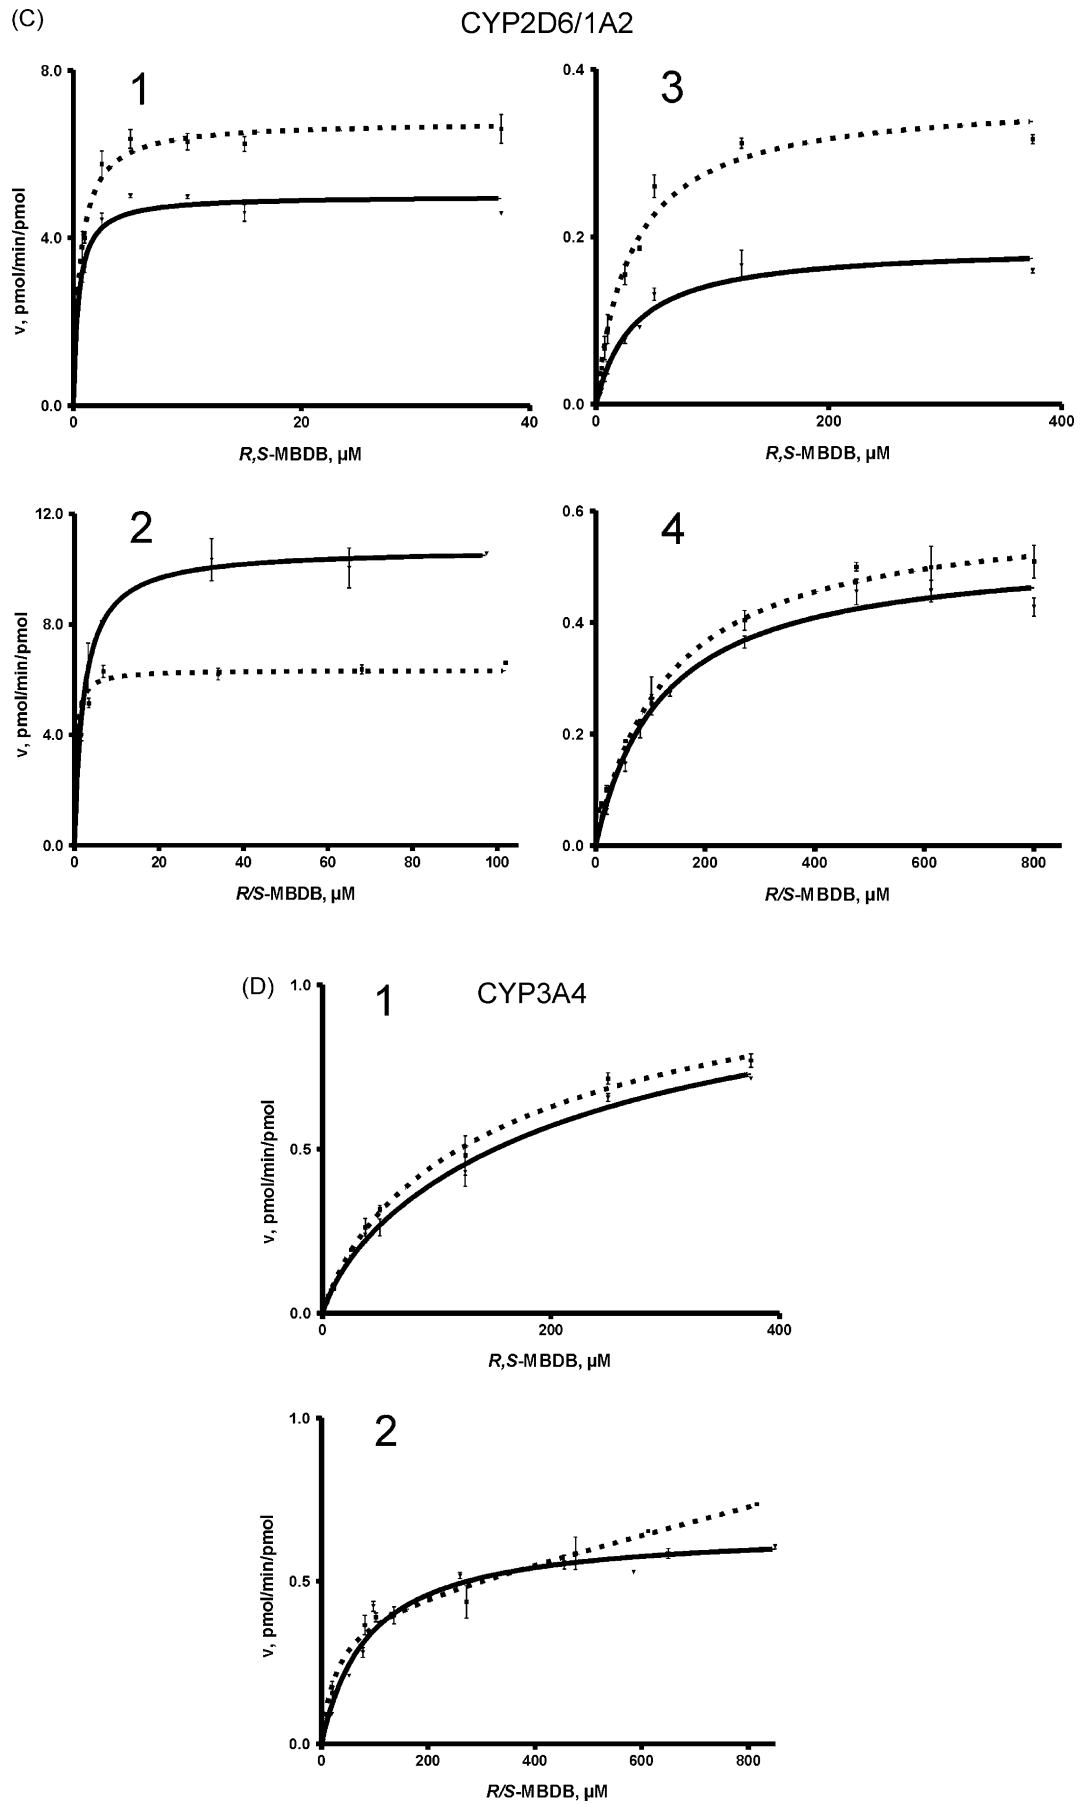 (C)
CYP2D6/1A2
1
8.0
4.0
0.0
0 20 40
v, pmol/min/pmol
R,S-MBDB, µM
3
0.4
0.2
0.0
0 200 400
R,S-MBDB, µM
2
12.0
8.0
4.0
0.0
0 20 40 60 80 100
v, pmol/min/pmol
R/S-MBDB, µM
4
0.6
0.4
0.2
0.0
0 200 400 600 800
R/S-MBDB, µM
(D)
CYP3A4
1
1.0
0.5
0.0
0 200 400
v, pmol/min/pmol
R,S-MBDB, µM
2
1.0
0.5
0.0
0 200 400 600 800
v, pmol/min/pmol
R/S-MBDB, µM